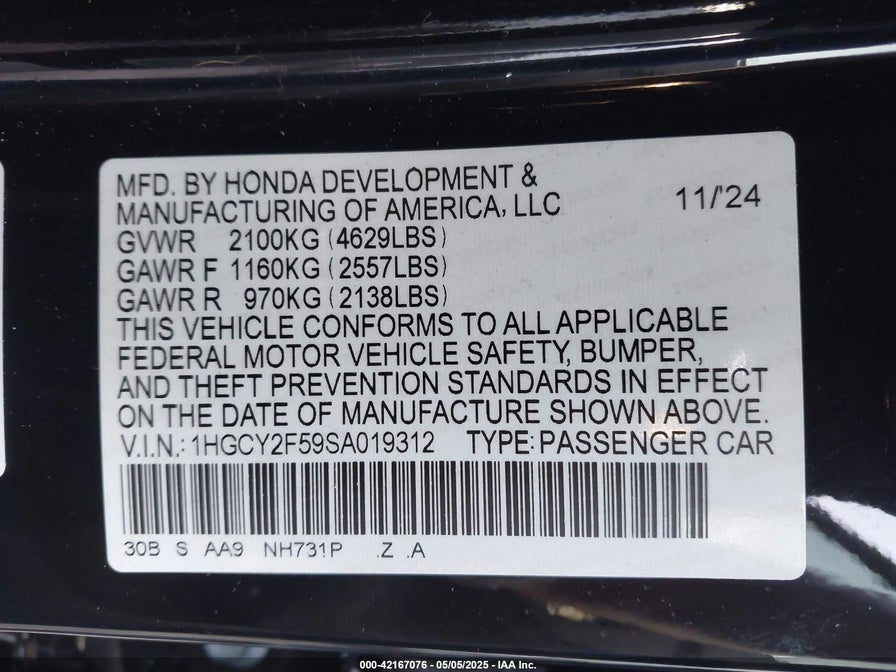 MFD. BY HONDA DEVELOPMENT &
MANUFACTURING OF AMERICA, LLC 11/'24
GVWR 2100KG (4629LBS)
GAWR F 1160KG (2557LBS)
GAWR R 970KG (2138LBS)
THIS VEHICLE CONFORMS TO ALL APPLICABLE
FEDERAL MOTOR VEHICLE SAFETY, BUMPER,
AND THEFT PREVENTION STANDARDS IN EFFECT
ON THE DATE OF MANUFACTURE SHOWN ABOVE.
V.I.N.: 1HGCY2F59SA019312 TYPE: PASSENGER CAR
30B S AA9 NH731P .Z .A
000-42167076 - 05/05/2025 - IAA Inc.